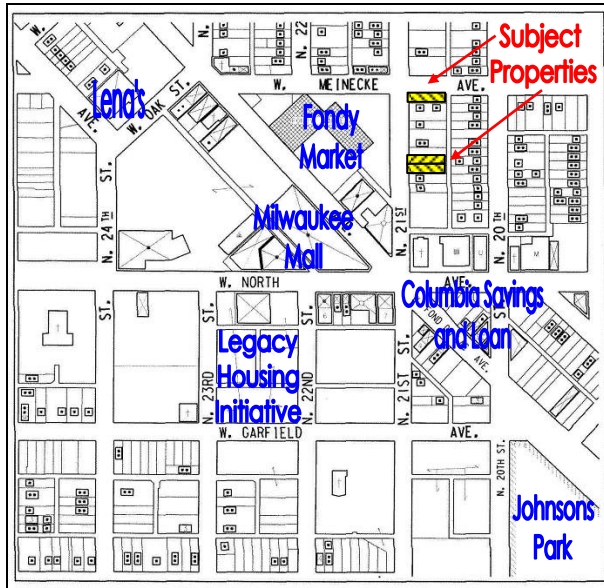 W.
N. 22
Subject
Properties
W. MEINECKE AVE.
Lena's
AVE.
W. OAK ST.
Fondy
Market
N. 24TH ST.
Milwaukee
Mall
N. 21ST
N. 20TH
W. NORTH AVE.
Columbia Savings
and Loan
FOND
ST.
ST.
ST.
ST.
ST.
Legacy
Housing
Initiative
N. 23RD
N. 22ND
N. 21ST
W. GARFIELD AVE.
N. 20TH ST.
Johnsons
Park